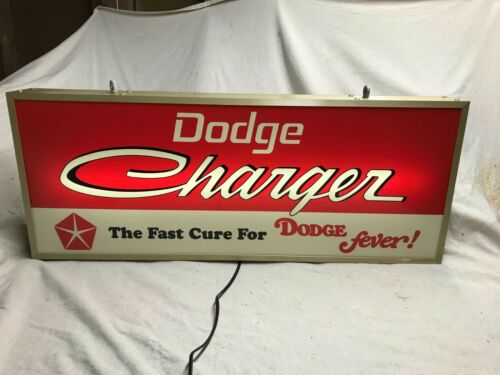 Dodge
Charger
The Fast Cure For DODGE fever!